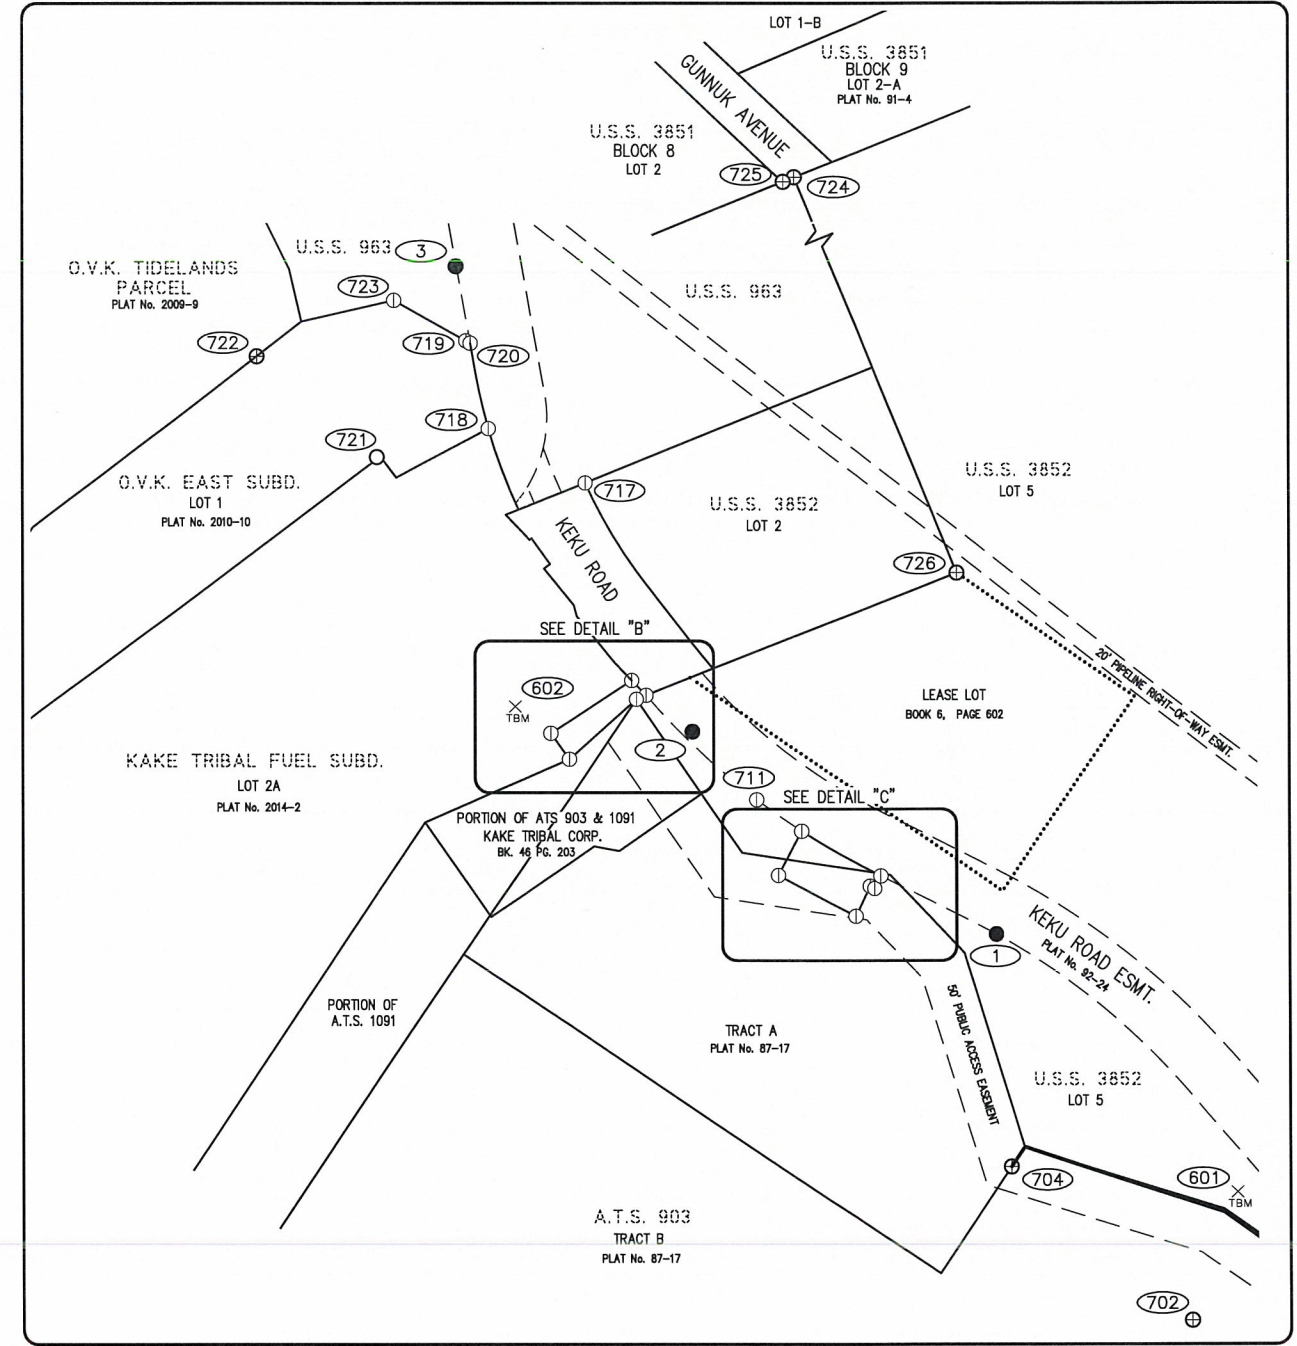 LOT 1-B
U.S.S. 3851
BLOCK 9
LOT 2-A
PLAT No. 91-4
GUNNUK AVENUE
U.S.S. 3851
BLOCK 8
LOT 2
725
724
U.S.S. 963
3
O.V.K. TIDELANDS
PARCEL
PLAT No. 2009-9
723
U.S.S. 963
722
719
720
718
721
O.V.K. EAST SUBD.
LOT 1
PLAT No. 2010-10
717
U.S.S. 3852
LOT 2
U.S.S. 3852
LOT 5
KEKU ROAD
726
SEE DETAIL "B"
20' PIPELINE RIGHT-OF-WAY ESMT.
602
TBM
LEASE LOT
BOOK 6, PAGE 602
2
KAKE TRIBAL FUEL SUBD.
LOT 2A
PLAT No. 2014-2
711
SEE DETAIL "C"
PORTION OF ATS 903 & 1091
KAKE TRIBAL CORP.
BK. 46 PG. 203
KEKU ROAD ESMT.
PLAT No. 92-24
1
PORTION OF
A.T.S. 1091
TRACT A
PLAT No. 87-17
50' PUBLIC ACCESS EASEMENT
U.S.S. 3852
LOT 5
704
601
TBM
A.T.S. 903
TRACT B
PLAT No. 87-17
702